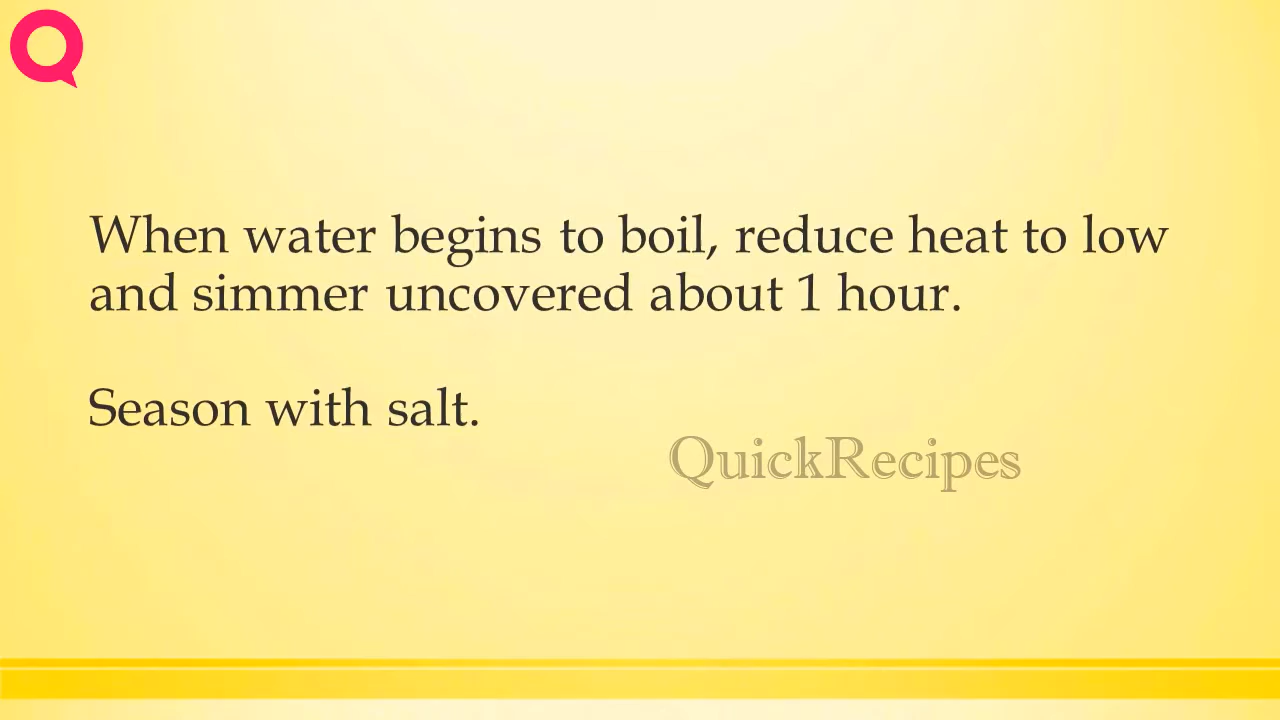 When water begins to boil, reduce heat to low
and simmer uncovered about 1 hour.
Season with salt.
QuickRecipes